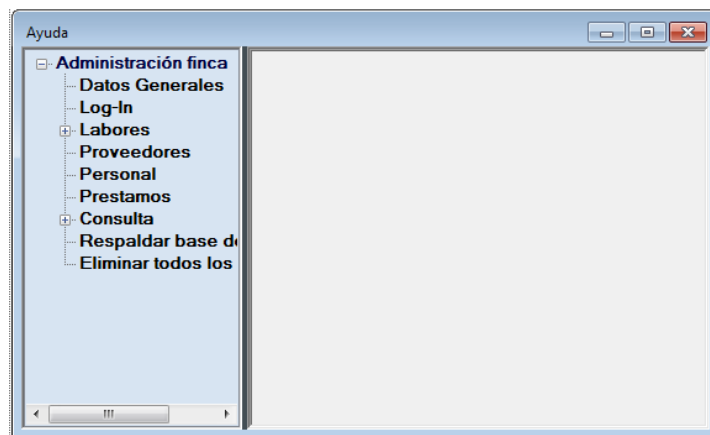 Ayuda
Administración finca
Datos Generales
Log-In
Labores
Proveedores
Personal
Prestamos
Consulta
Respaldar base
Eliminar todos los